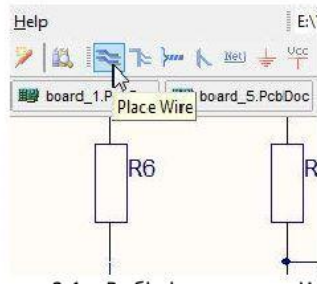 Help
E:\
Net)
VCC
board_1.P
board_5.PcbDoc
Place Wire
R6
R